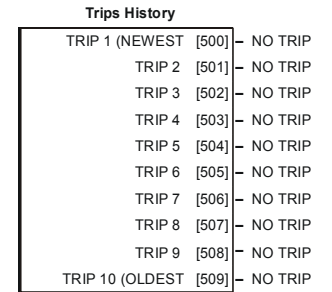 Trips History
TRIP 1 (NEWEST [500] – NO TRIP
TRIP 2 [501] – NO TRIP
TRIP 3 [502] – NO TRIP
TRIP 4 [503] – NO TRIP
TRIP 5 [504] – NO TRIP
TRIP 6 [505] – NO TRIP
TRIP 7 [506] – NO TRIP
TRIP 8 [507] – NO TRIP
TRIP 9 [508] – NO TRIP
TRIP 10 (OLDEST [509] – NO TRIP